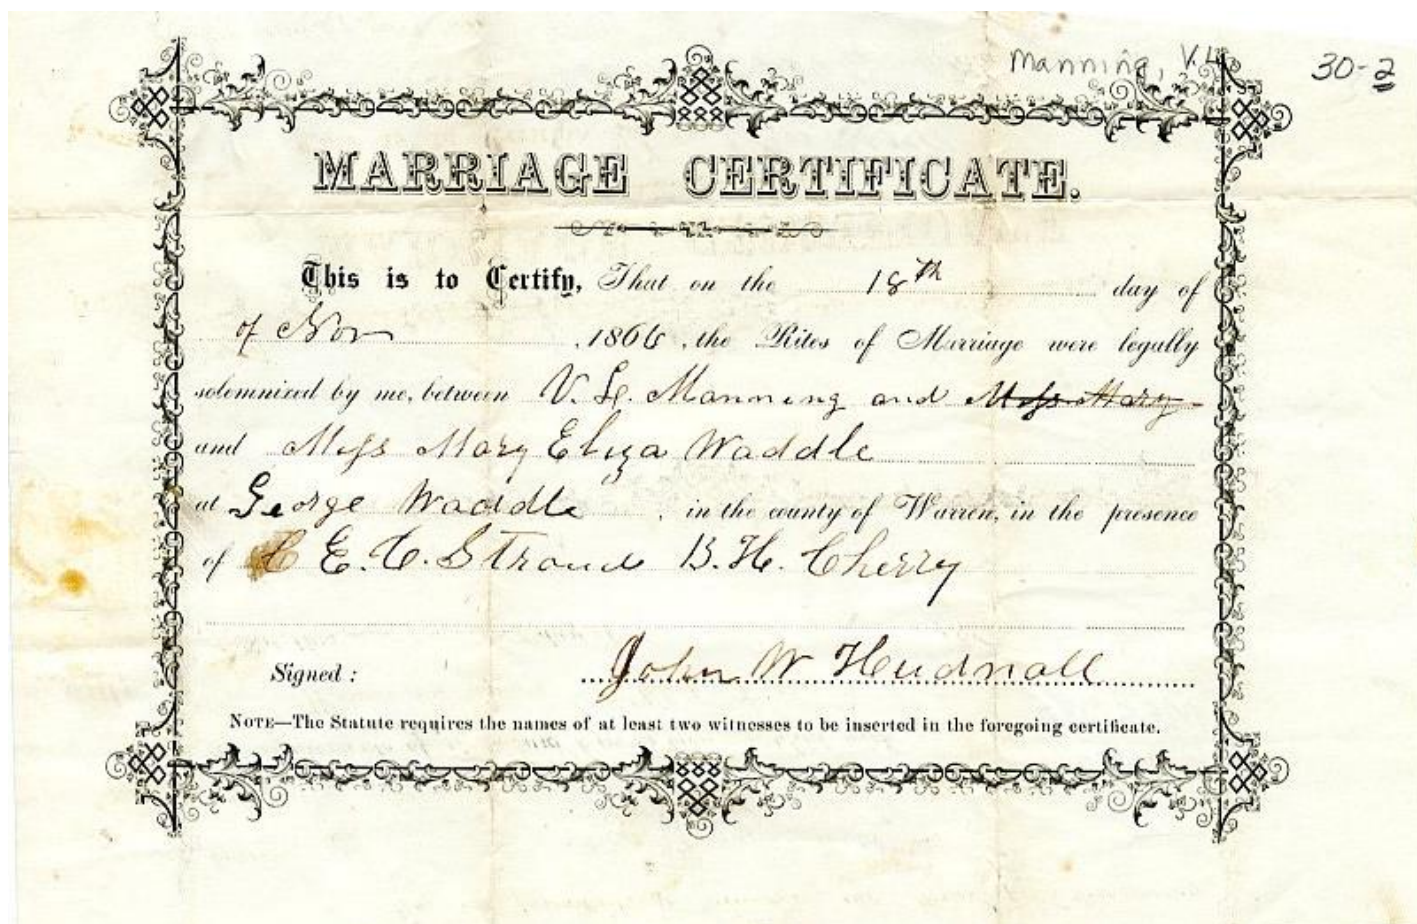 Manning, V.L. 30-2
MARRIAGE CERTIFICATE.
This is to Certify, That on the 18th day of
of Nov , 1866, the Rites of Marriage were legally
solemnized by me, between V. L. Manning and Miss Mary
and Miss Mary Eliza Waddle
at George Waddle , in the county of Warren, in the presence
of C E. C. Stroud B. H. Cherry
Signed : John W Hudnall
NOTE—The Statute requires the names of at least two witnesses to be inserted in the foregoing certificate.